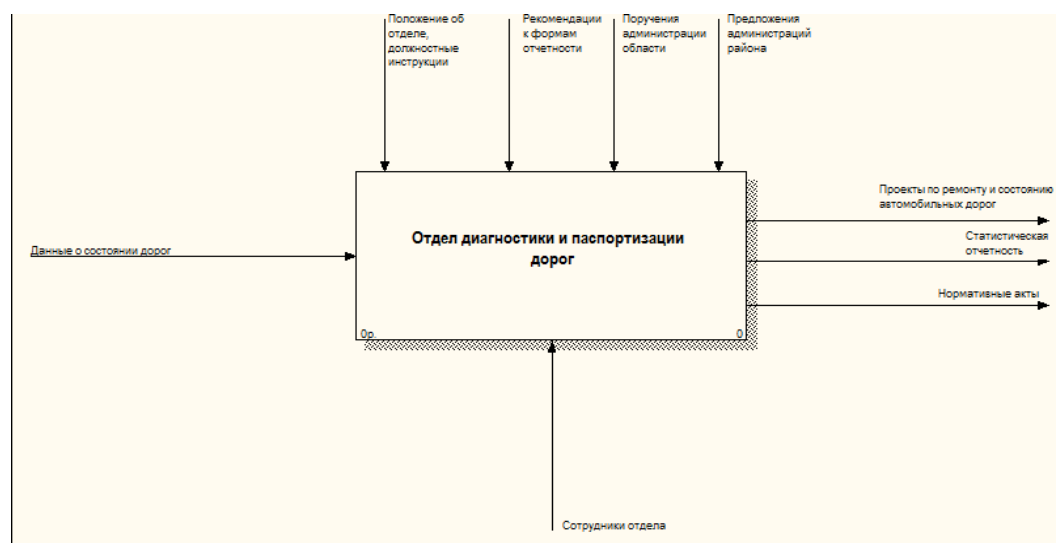 Положение об
отделе,
должностные
инструкции
Рекомендации
к формам
отчетности
Поручения
администрации
области
Предложения
администраций
района
Проекты по ремонту и состоянию
автомобильных дорог
Данные о состоянии дорог
Отдел диагностики и паспортизации
дорог
Статистическая
отчетность
Нормативные акты
0р.
0
Сотрудники отдела